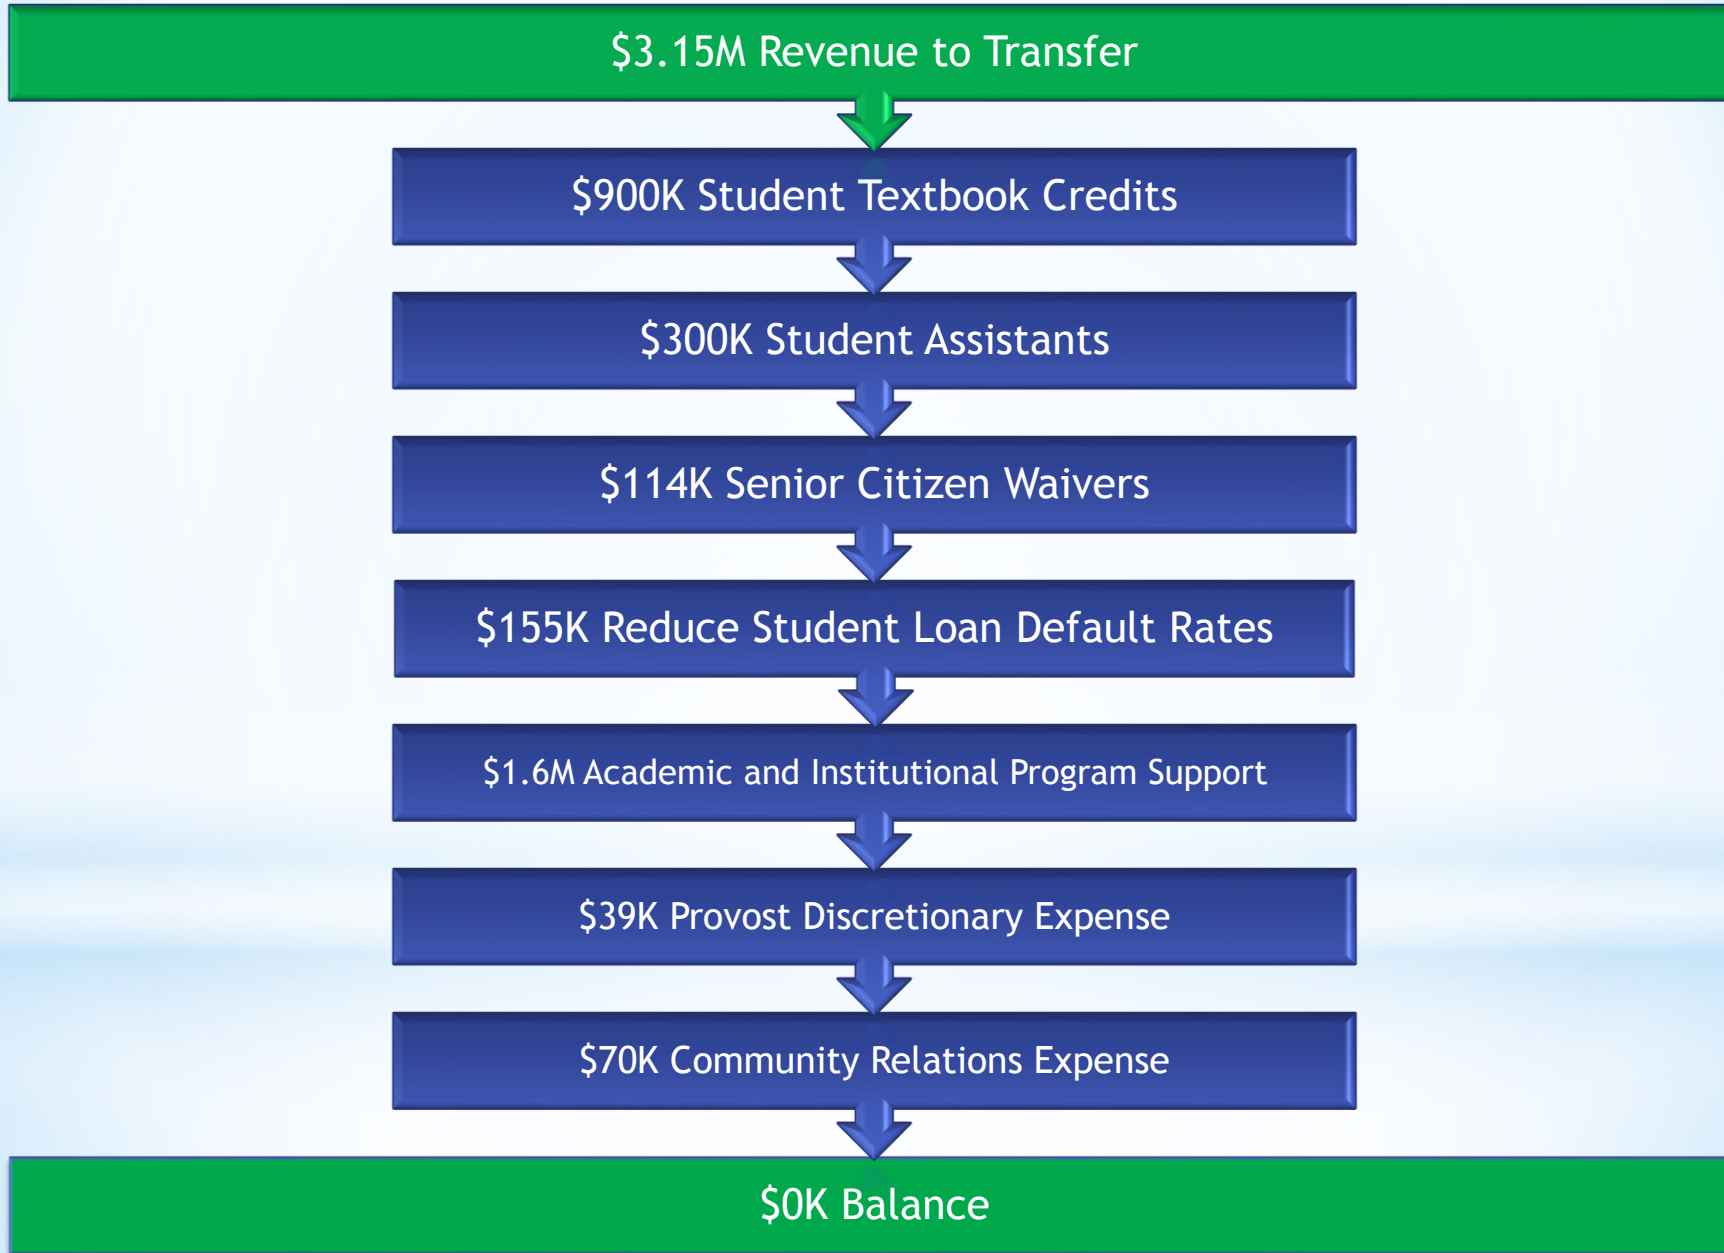 $3.15M Revenue to Transfer
$900K Student Textbook Credits
$300K Student Assistants
$114K Senior Citizen Waivers
$155K Reduce Student Loan Default Rates
$1.6M Academic and Institutional Program Support
$39K Provost Discretionary Expense
$70K Community Relations Expense
$0K Balance